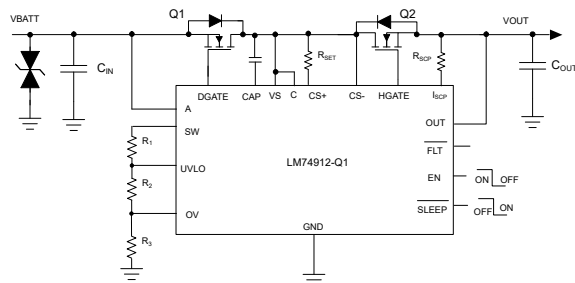 Q1
Q2
VBATT
VOUT
CIN
RSET
RSCP
COUT
DGATE CAP VS C CS+ CS- HGATE ISCP
A
SW
OUT
R1
FLT
UVLO
LM74912-Q1
R2
EN
ON OFF
OV
SLEEP
OFF ON
R3
GND